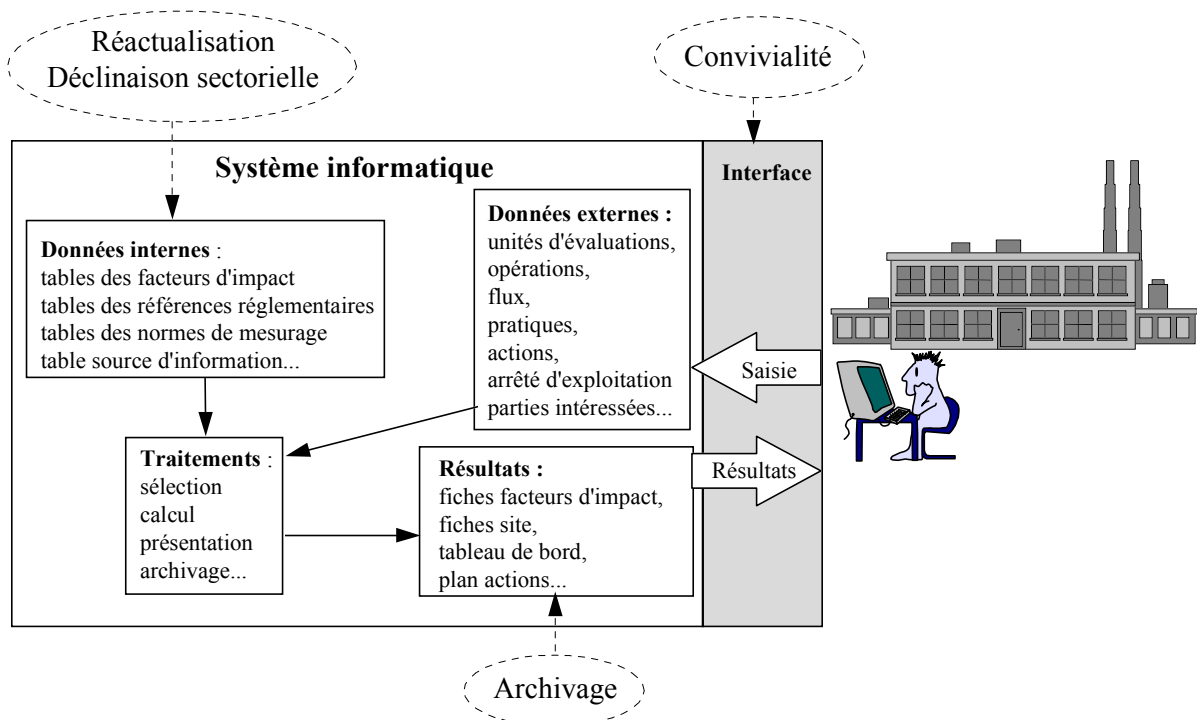 Réactualisation
Déclinaison sectorielle
Convivialité
Système informatique
Interface
Données internes :
tables des facteurs d'impact
tables des références réglementaires
tables des normes de mesurage
table source d'information...
Données externes :
unités d'évaluations,
opérations,
flux,
pratiques,
actions,
arrêté d'exploitation
parties intéressées...
Saisie
Traitements :
sélection
calcul
présentation
archivage...
Résultats :
fiches facteurs d'impact,
fiches site,
tableau de bord,
plan actions...
Résultats
Archivage